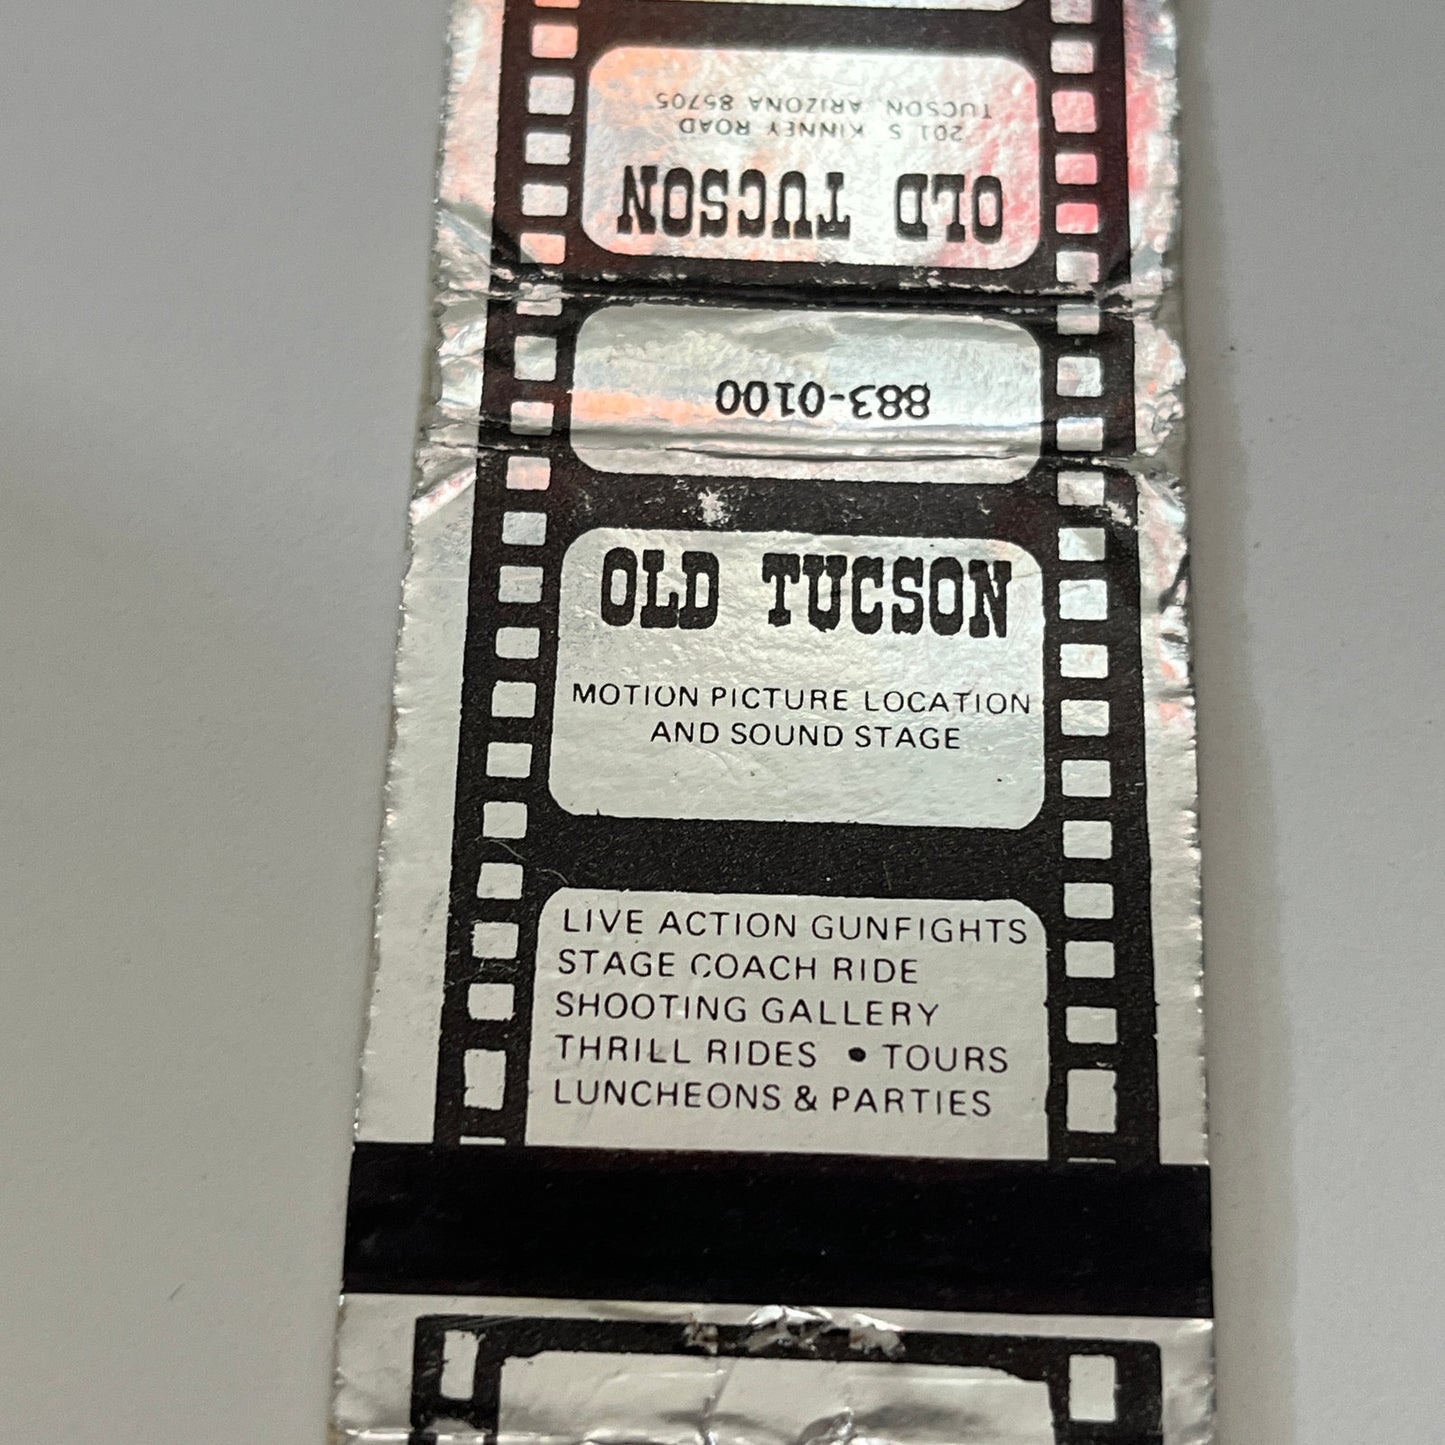 OLD TUCSON
201 S KINNEY ROAD
TUCSON ARIZONA 85705
883-0100
OLD TUCSON
MOTION PICTURE LOCATION
AND SOUND STAGE
LIVE ACTION GUNFIGHTS
STAGE COACH RIDE
SHOOTING GALLERY
THRILL RIDES • TOURS
LUNCHEONS & PARTIES